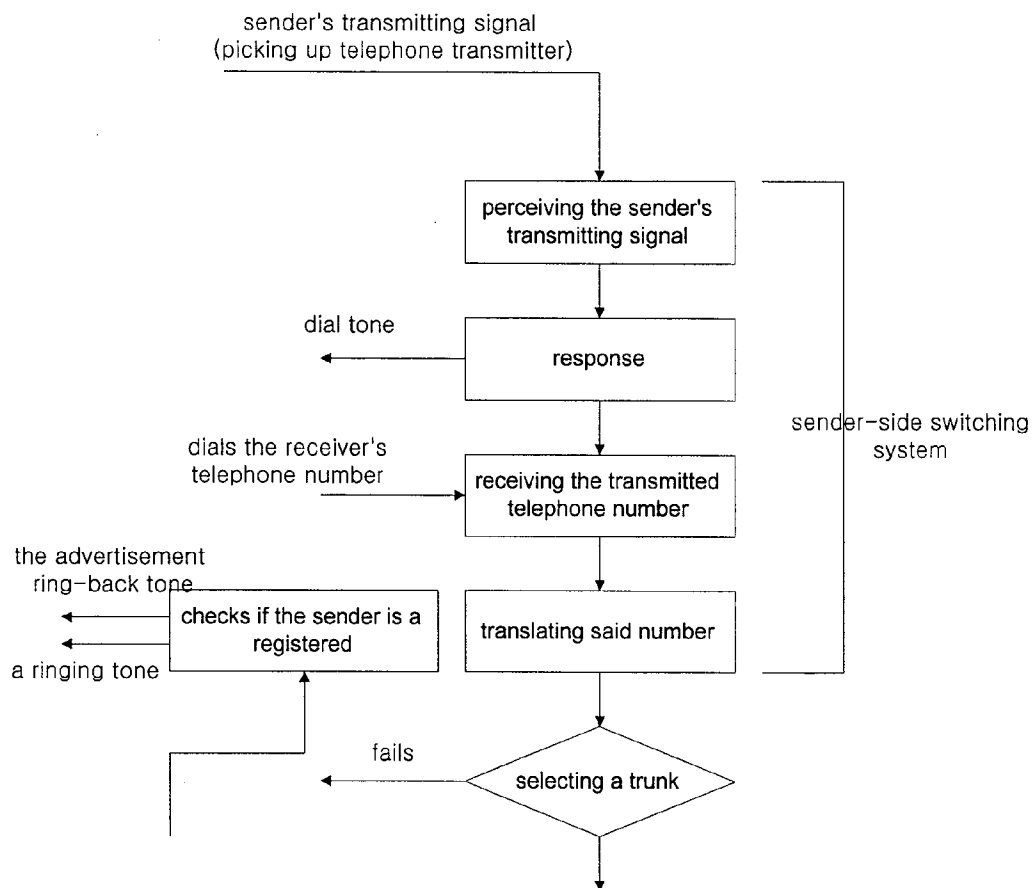 sender's transmitting signal
(picking up telephone transmitter)
perceiving the sender's
transmitting signal
dial tone
response
sender-side switching
system
dials the receiver's
telephone number
receiving the transmitted
telephone number
the advertisement
ring-back tone
checks if the sender is a
registered
translating said number
a ringing tone
fails
selecting a trunk